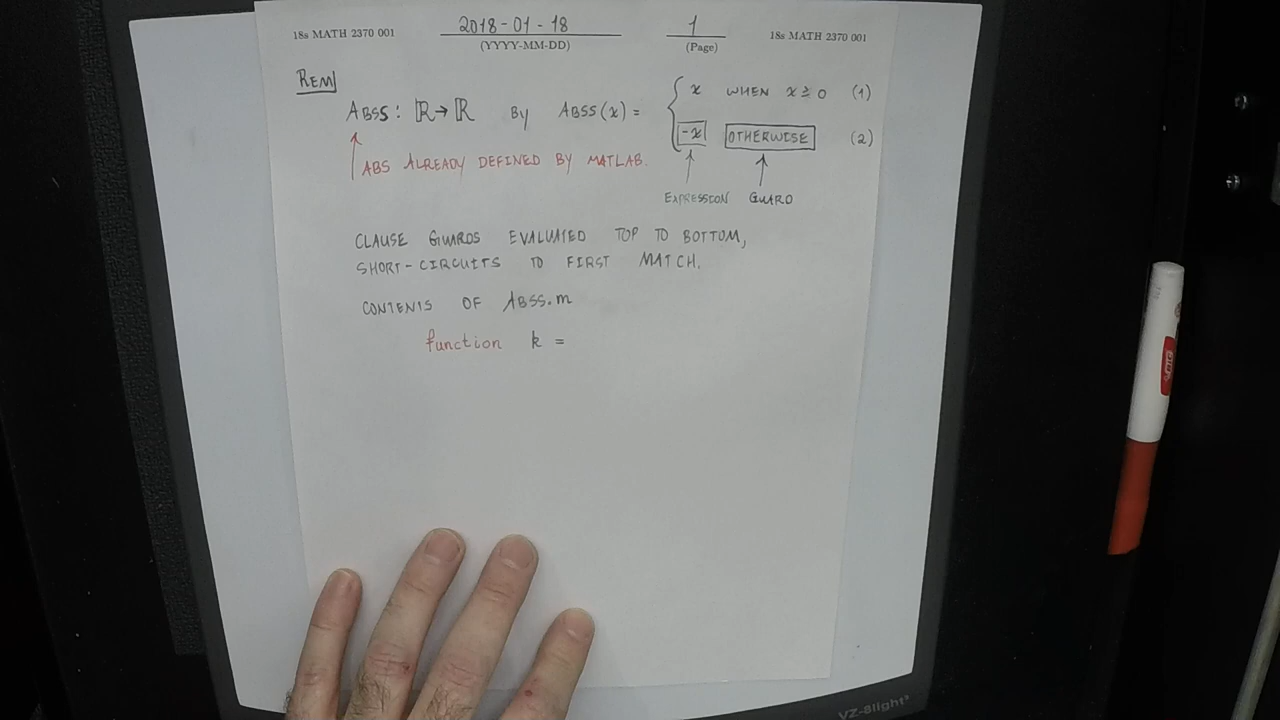 18s MATH 2370 001 2018-01-18 1 18s MATH 2370 001
(YYYY-MM-DD) (Page)
REM
ABSS: ℝ→ℝ BY ABSS(x) = { x WHEN x ≥ 0 (1)
-x OTHERWISE (2)
ABS ALREADY DEFINED BY MATLAB.
EXPRESSION GUARD
CLAUSE GUARDS EVALUATED TOP TO BOTTOM,
SHORT-CIRCUITS TO FIRST MATCH.
CONTENTS OF ABSS.m
function k =
BIC
VZ-8light³